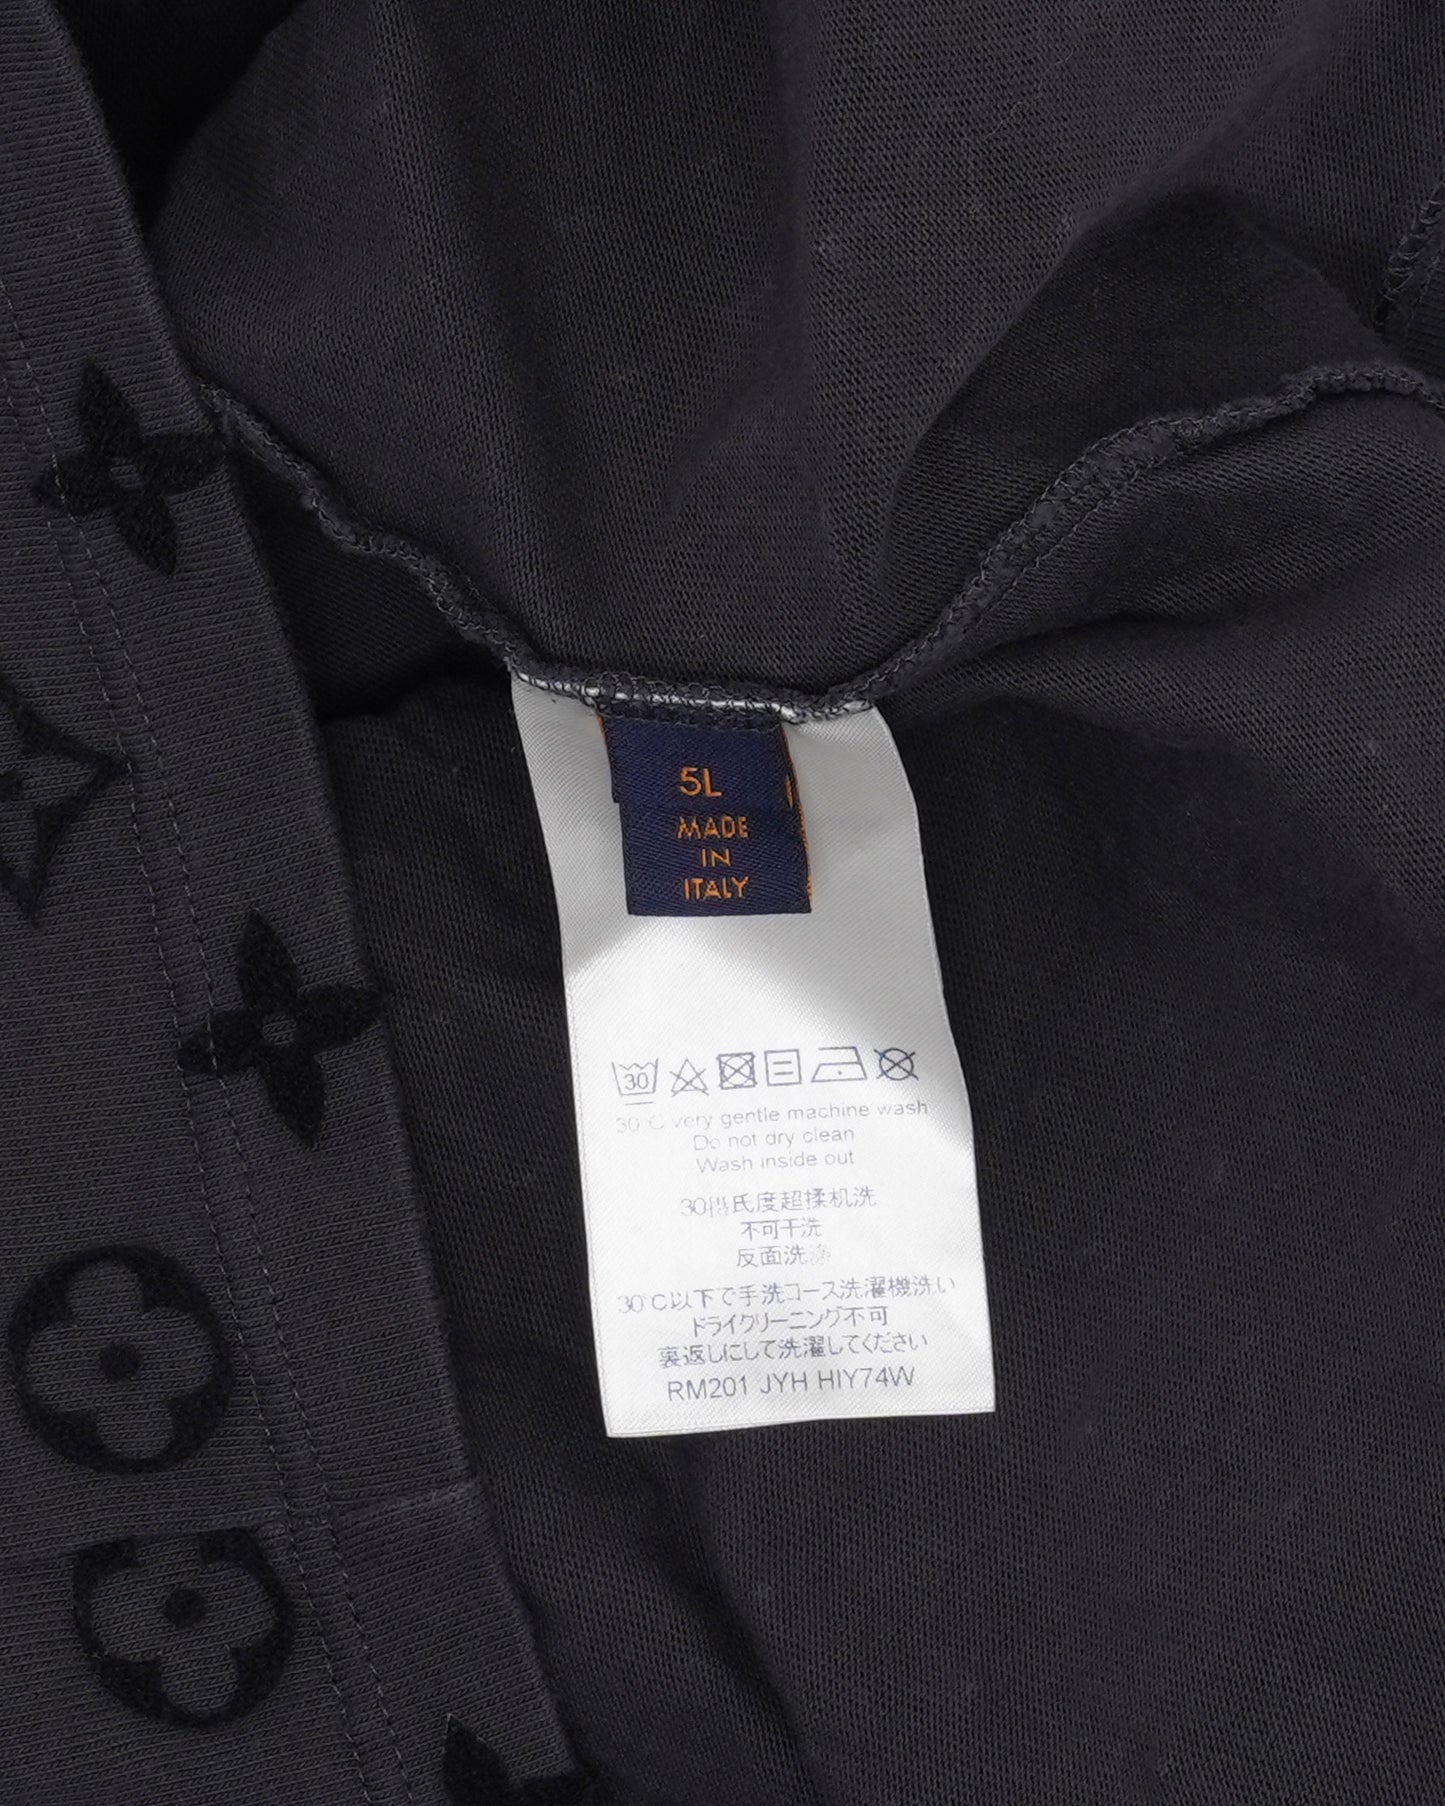 5L
MADE
IN
ITALY
30
30°C very gentle machine wash
Do not dry clean
Wash inside out
30摄氏度超揉机洗
不可干洗
反面洗涤
30°C以下で手洗コース洗濯機洗い
ドライクリーニング不可
裏返しにして洗濯してください
RM201 JYH HIY74W